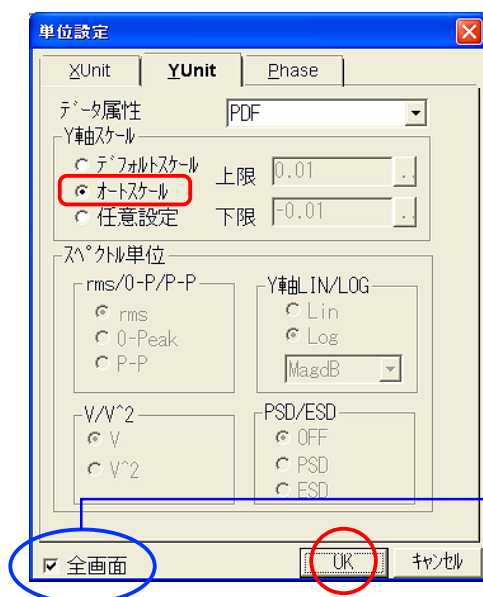 単位設定
XUnit YUnit Phase
データ属性 PDF
Y軸スケール
デフォルトスケール
オートスケール
任意設定
上限 0.01 ..
下限 -0.01 ..
スペクトル単位
rms/0-P/P-P
rms
0-Peak
P-P
Y軸LIN/LOG
Lin
Log
MagdB
V/V^2
V
V^2
PSD/ESD
OFF
PSD
ESD
全画面 OK キャンセル